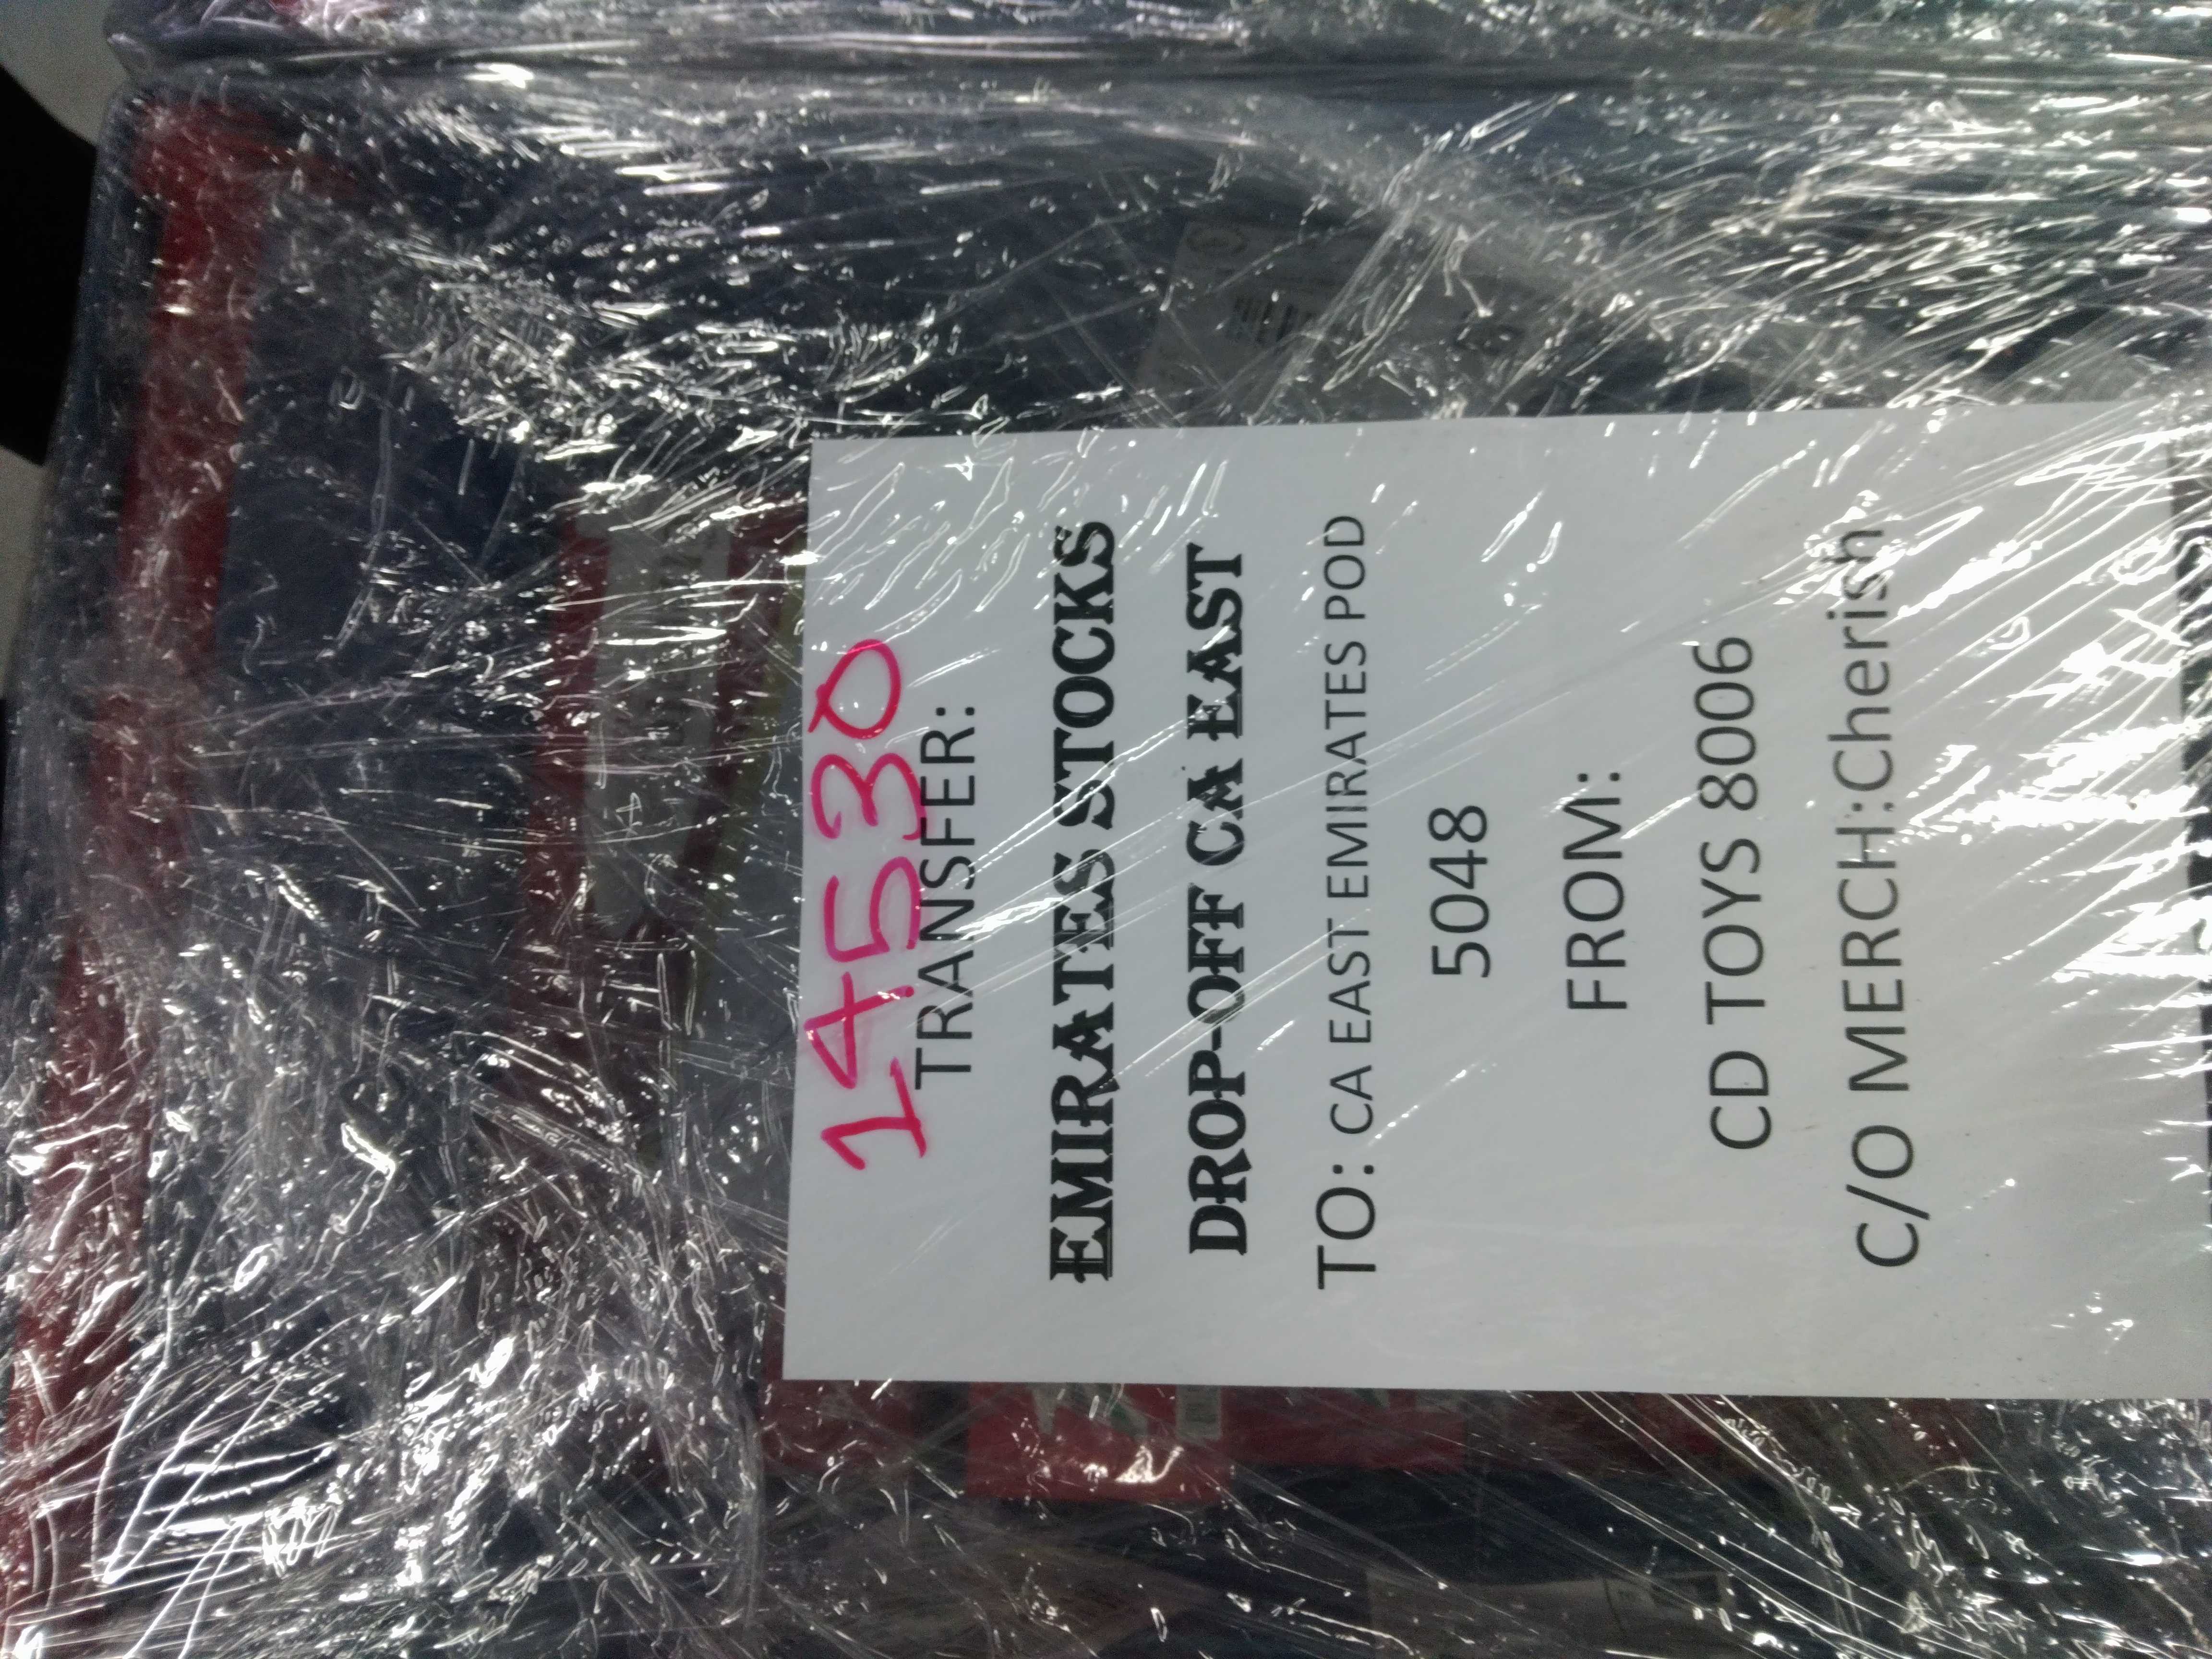 14530
TRANSFER:
EMIRATES STOCKS
DROP-OFF CA EAST
TO: CA EAST EMIRATES POD
5048
FROM:
CD TOYS 8006
C/O MERCH:Cherish